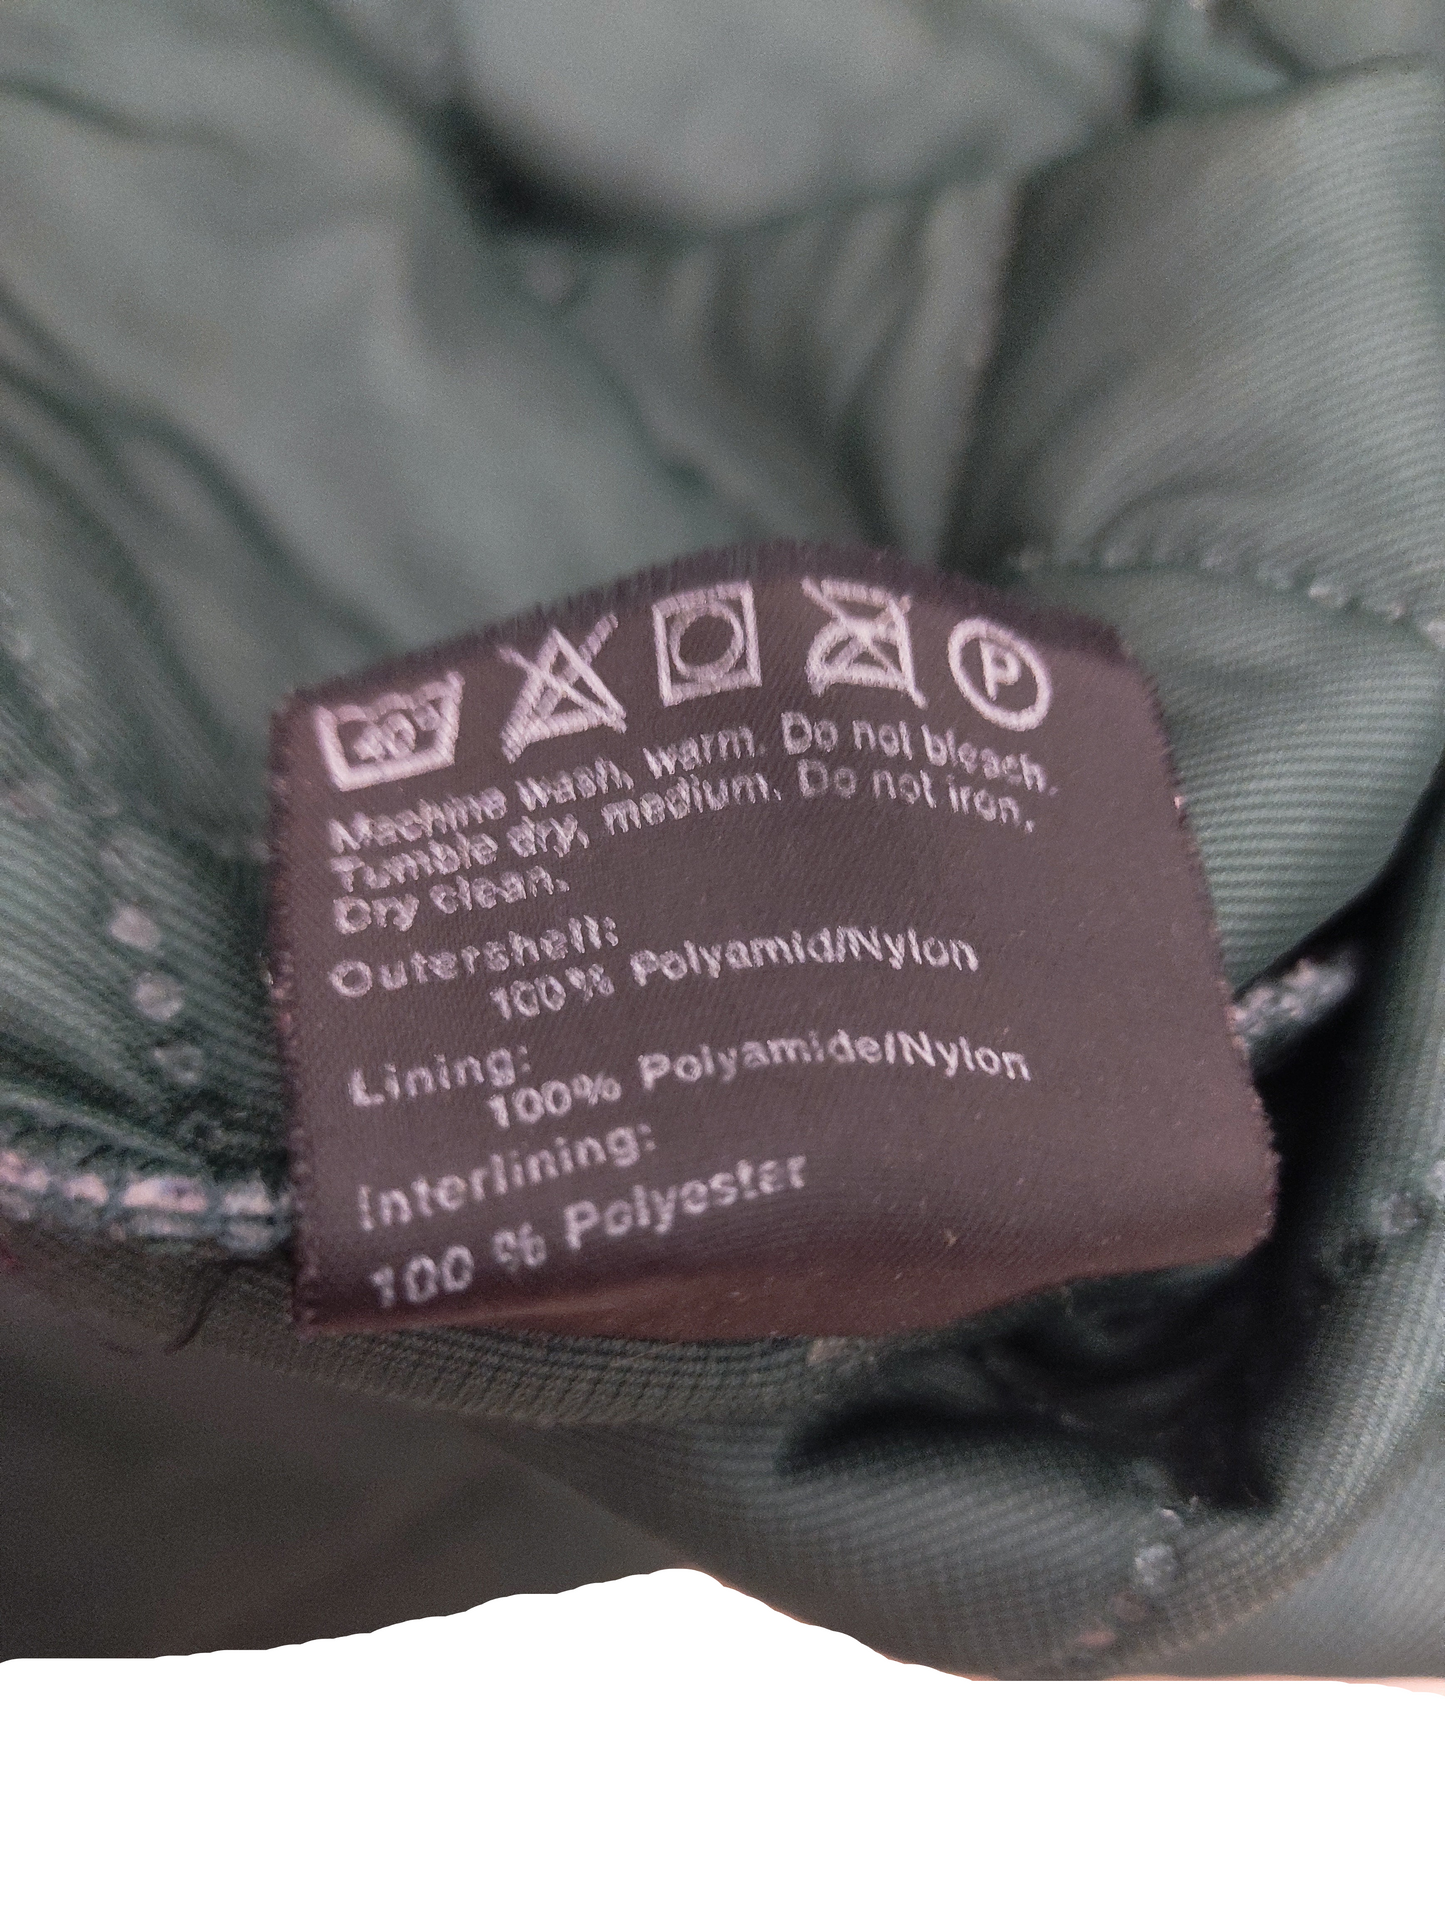 40°
P
Machine wash, warm. Do not bleach.
Tumble dry, medium. Do not iron.
Dry clean.
Outershell:
100% Polyamid/Nylon
Lining:
100% Polyamide/Nylon
Interlining:
100 % Polyester